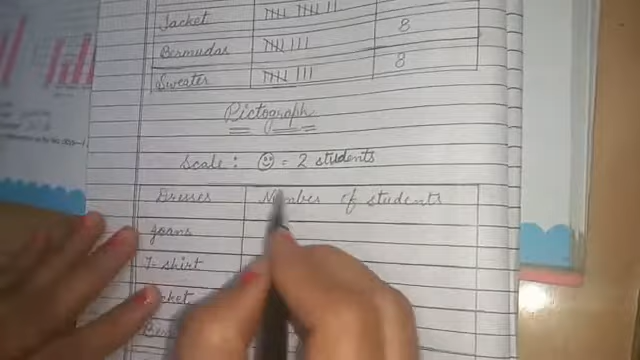 Jacket
Bermudas 8
Sweater 8
Pictograph
Scale : = 2 students
Dresses Number of students
Jeans
T-shirt